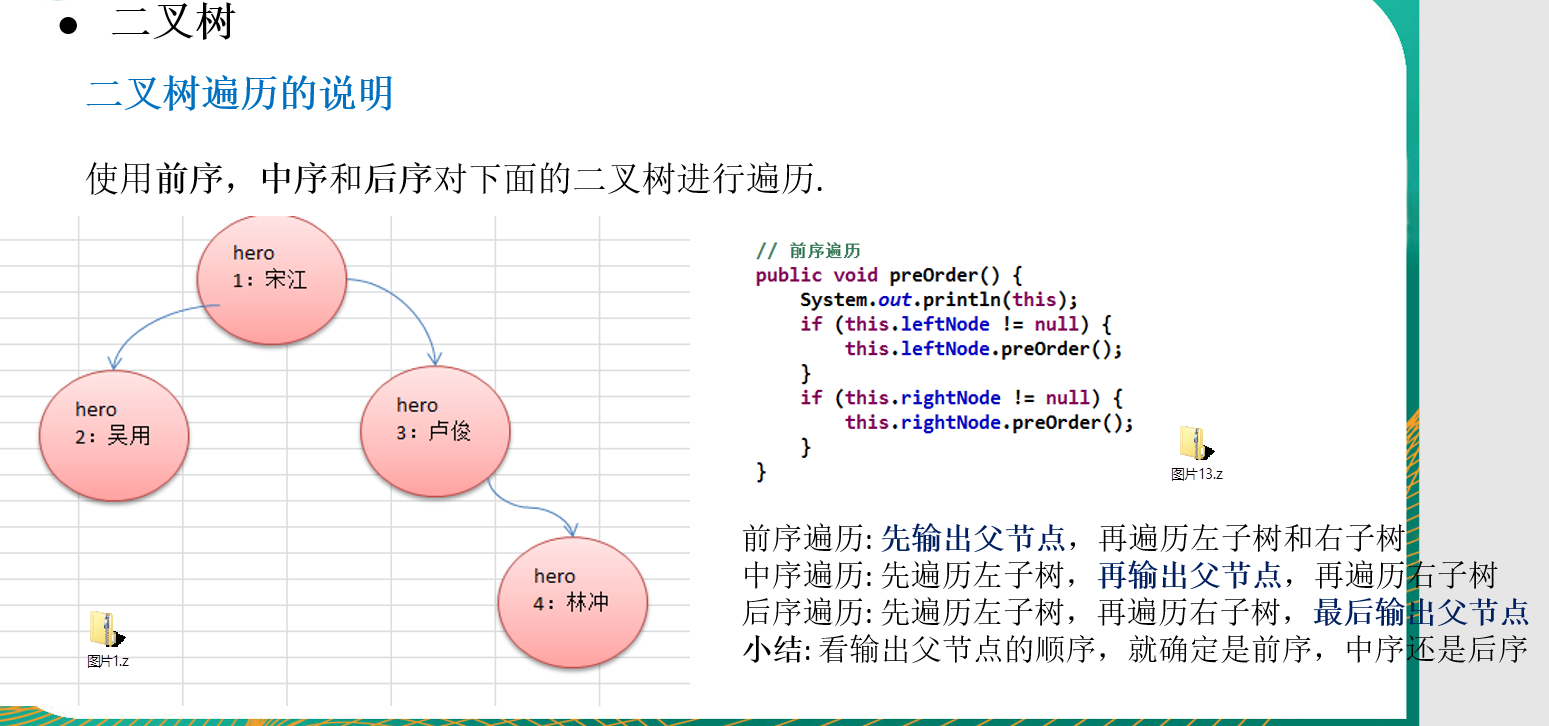 ● 二叉树
二叉树遍历的说明
使用前序，中序和后序对下面的二叉树进行遍历.
hero
1：宋江
hero
2：吴用
hero
3：卢俊
hero
4：林冲
图片1.z
// 前序遍历
public void preOrder() {
System.out.println(this);
if (this.leftNode != null) {
this.leftNode.preOrder();
}
if (this.rightNode != null) {
this.rightNode.preOrder();
}
}
图片13.z
前序遍历: 先输出父节点，再遍历左子树和右子树
中序遍历: 先遍历左子树，再输出父节点，再遍历右子树
后序遍历: 先遍历左子树，再遍历右子树，最后输出父节点
小结: 看输出父节点的顺序，就确定是前序，中序还是后序